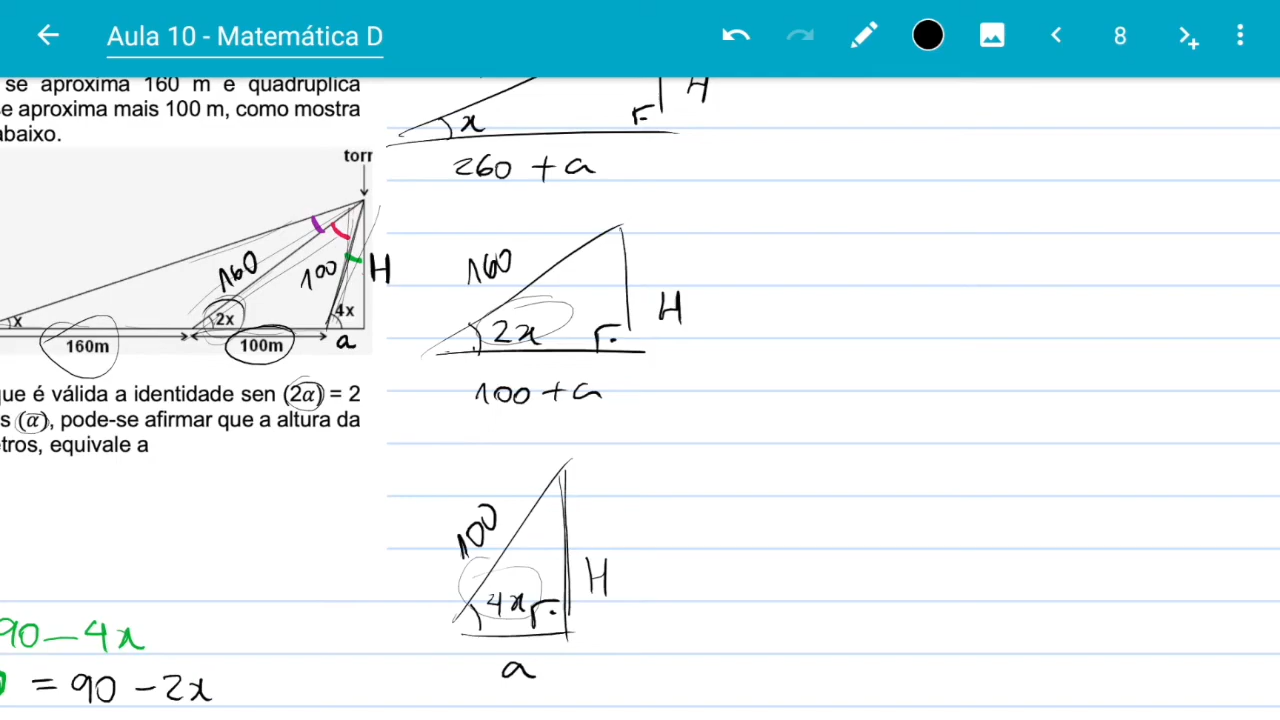 Aula 10 - Matemática D
8
se aproxima 160 m e quadruplica
e aproxima mais 100 m, como mostra
abaixo.
torr
160
100
H
x
2x
4x
160m
100m
a
que é válida a identidade sen (2α) = 2
s (α), pode-se afirmar que a altura da
tros, equivale a
90 - 4x
= 90 - 2x
H
x
260 + a
160
H
2x
100 + a
100
H
4x
a